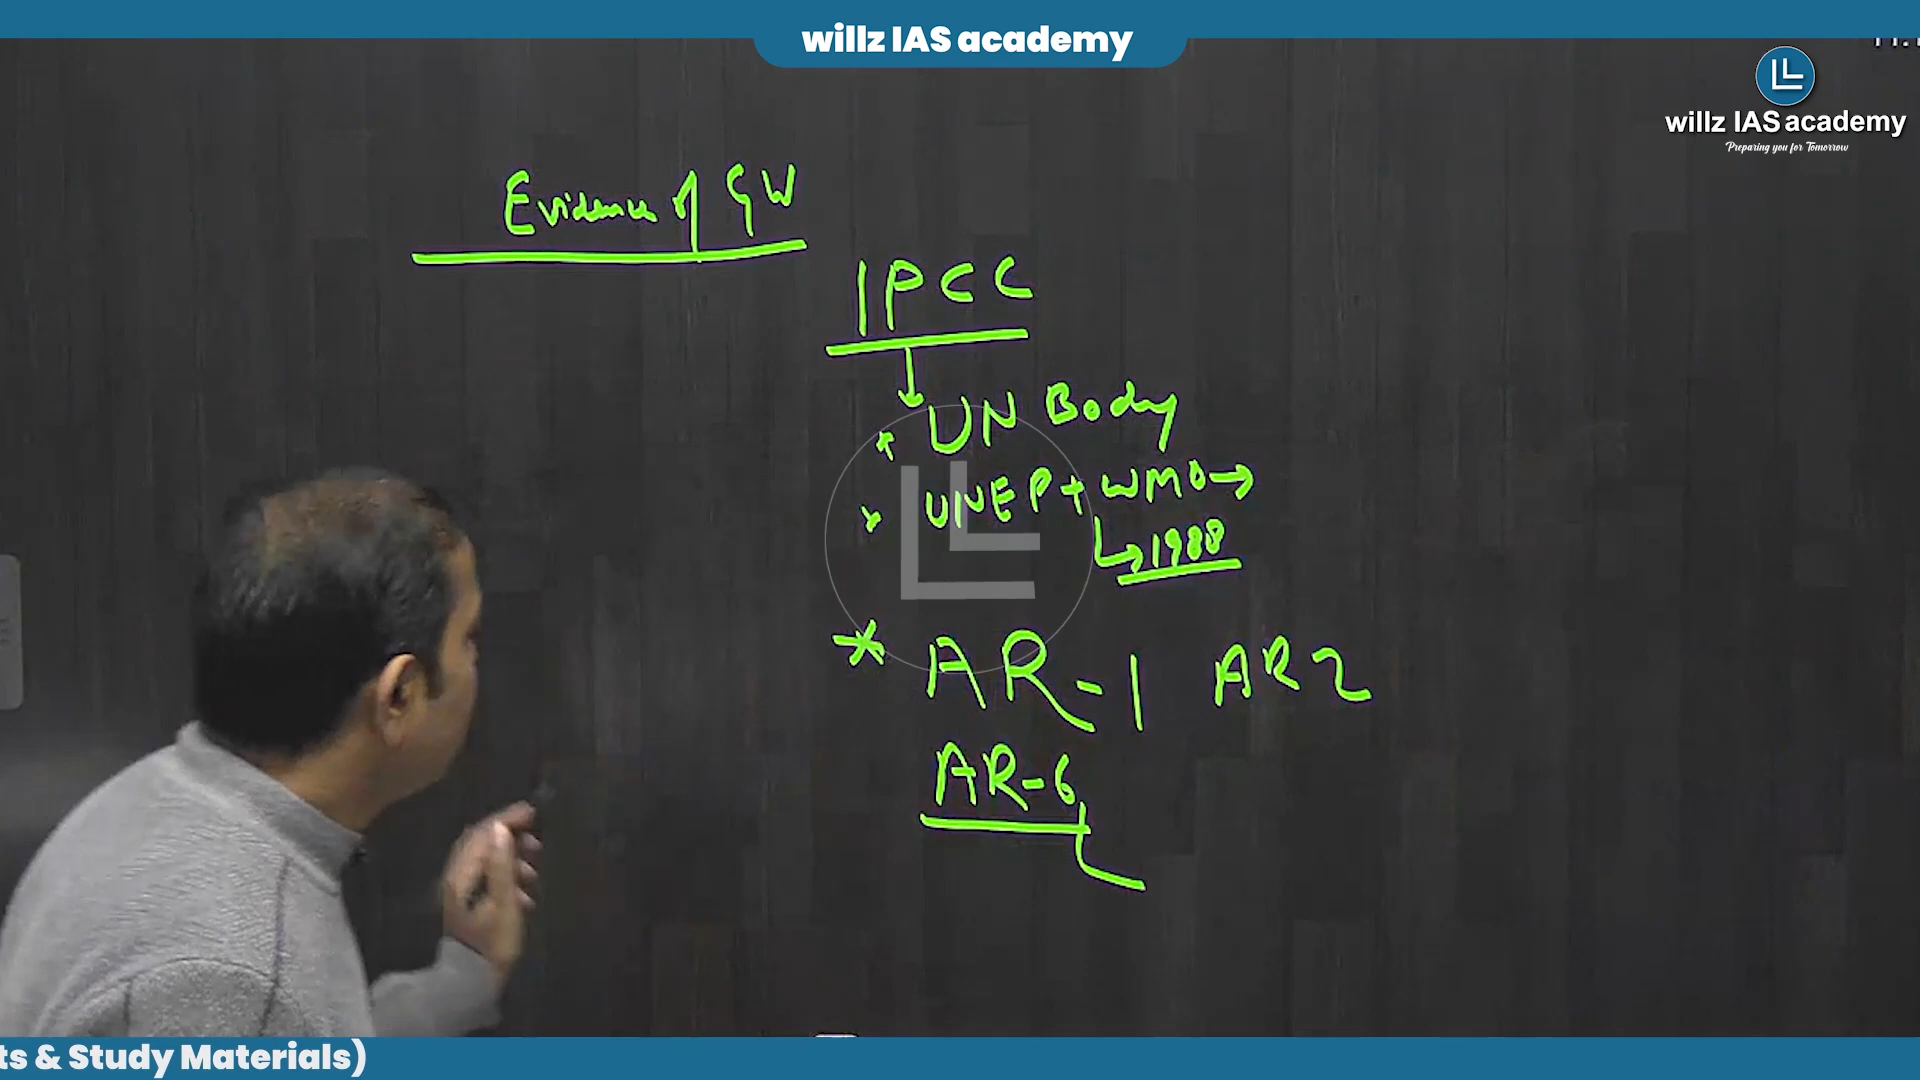 willz IAS academy
willz IAS academy
Preparing you for Tomorrow
Evidence of GW
IPCC
↓
* UN Body
* UNEP + WMO →
↳ 1988
* AR-1 AR2
AR-6
ts & Study Materials)